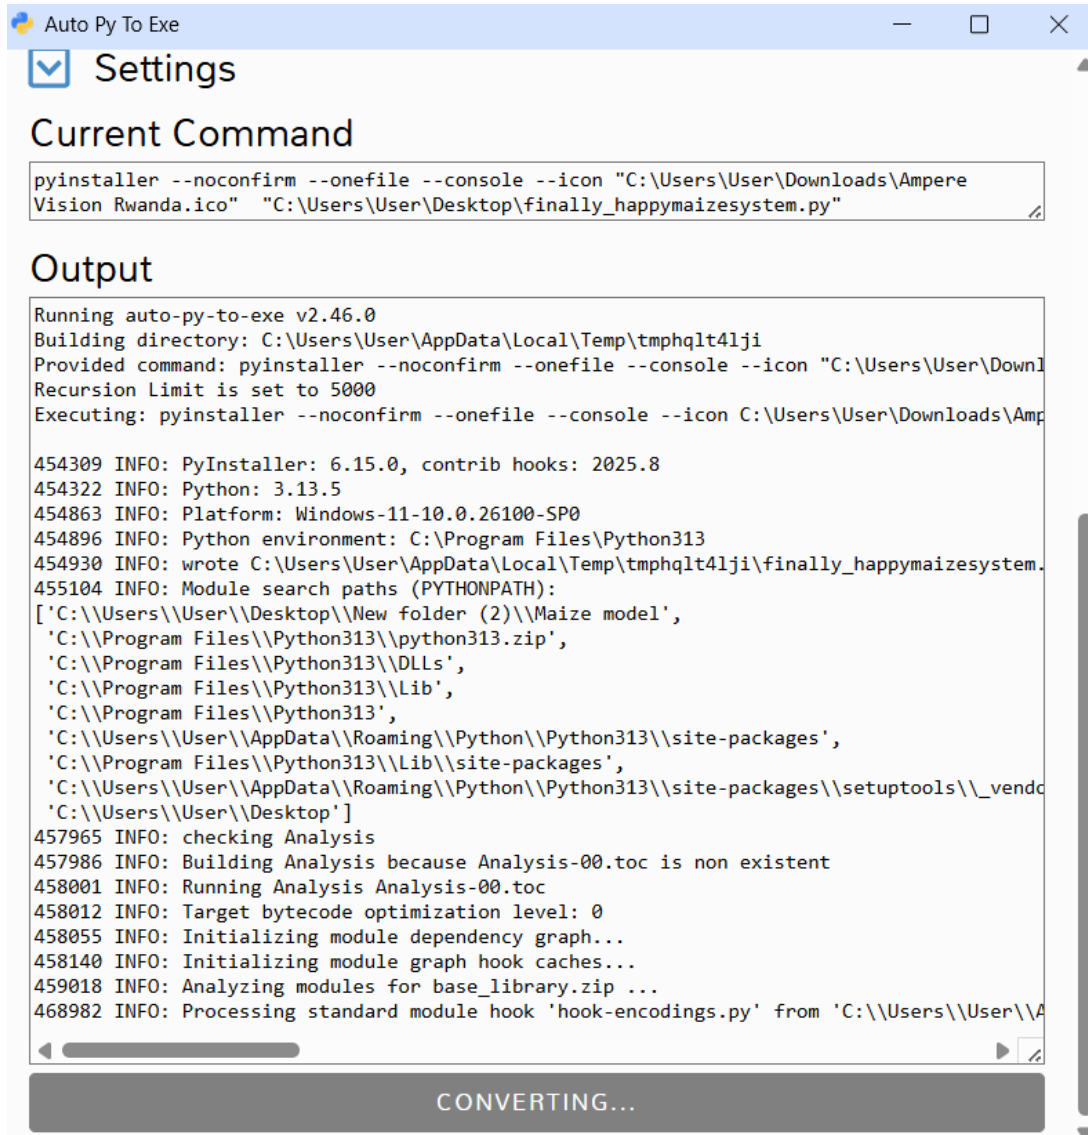 Auto Py To Exe
Settings
Current Command
pyinstaller --noconfirm --onefile --console --icon "C:\Users\User\Downloads\Ampere
Vision Rwanda.ico"  "C:\Users\User\Desktop\finally_happymaizesystem.py"
Output
Running auto-py-to-exe v2.46.0
Building directory: C:\Users\User\AppData\Local\Temp\tmphqlt4lji
Provided command: pyinstaller --noconfirm --onefile --console --icon "C:\Users\User\Downl
Recursion Limit is set to 5000
Executing: pyinstaller --noconfirm --onefile --console --icon C:\Users\User\Downloads\Amp
454309 INFO: PyInstaller: 6.15.0, contrib hooks: 2025.8
454322 INFO: Python: 3.13.5
454863 INFO: Platform: Windows-11-10.0.26100-SP0
454896 INFO: Python environment: C:\Program Files\Python313
454930 INFO: wrote C:\Users\User\AppData\Local\Temp\tmphqlt4lji\finally_happymaizesystem.
455104 INFO: Module search paths (PYTHONPATH):
['C:\\Users\\User\\Desktop\\New folder (2)\\Maize model',
 'C:\\Program Files\\Python313\\python313.zip',
 'C:\\Program Files\\Python313\\DLLs',
 'C:\\Program Files\\Python313\\Lib',
 'C:\\Program Files\\Python313',
 'C:\\Users\\User\\AppData\\Roaming\\Python\\Python313\\site-packages',
 'C:\\Program Files\\Python313\\Lib\\site-packages',
 'C:\\Users\\User\\AppData\\Roaming\\Python\\Python313\\site-packages\\setuptools\\_vendo
 'C:\\Users\\User\\Desktop']
457965 INFO: checking Analysis
457986 INFO: Building Analysis because Analysis-00.toc is non existent
458001 INFO: Running Analysis Analysis-00.toc
458012 INFO: Target bytecode optimization level: 0
458055 INFO: Initializing module dependency graph...
458140 INFO: Initializing module graph hook caches...
459018 INFO: Analyzing modules for base_library.zip ...
468982 INFO: Processing standard module hook 'hook-encodings.py' from 'C:\\Users\\User\\A
CONVERTING...